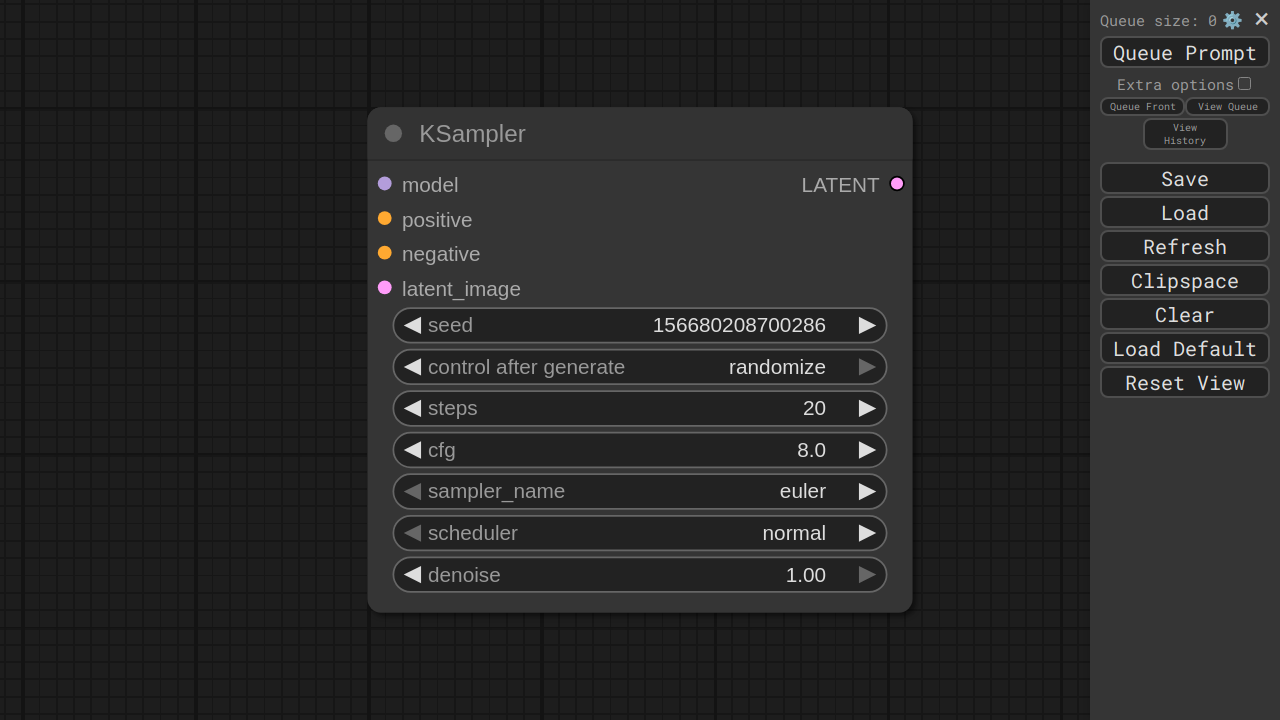 KSampler
model
LATENT
positive
negative
latent_image
seed 156680208700286
control after generate randomize
steps 20
cfg 8.0
sampler_name euler
scheduler normal
denoise 1.00
Queue size: 0
Queue Prompt
Extra options
Queue Front View Queue
View
History
Save
Load
Refresh
Clipspace
Clear
Load Default
Reset View